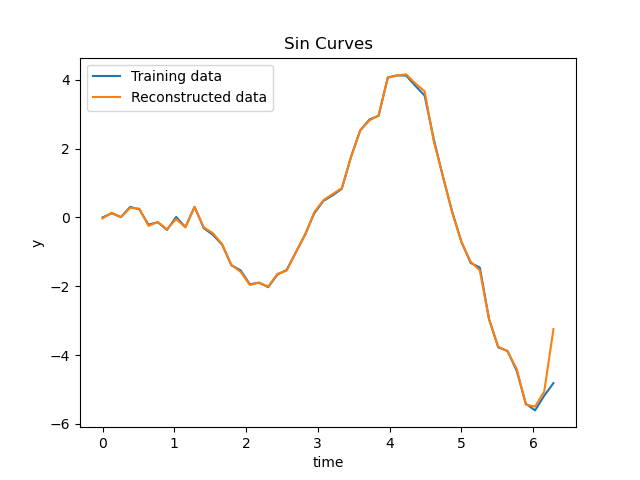 Sin Curves
Training data
Reconstructed data
y
4
2
0
−2
−4
−6
0 1 2 3 4 5 6
time